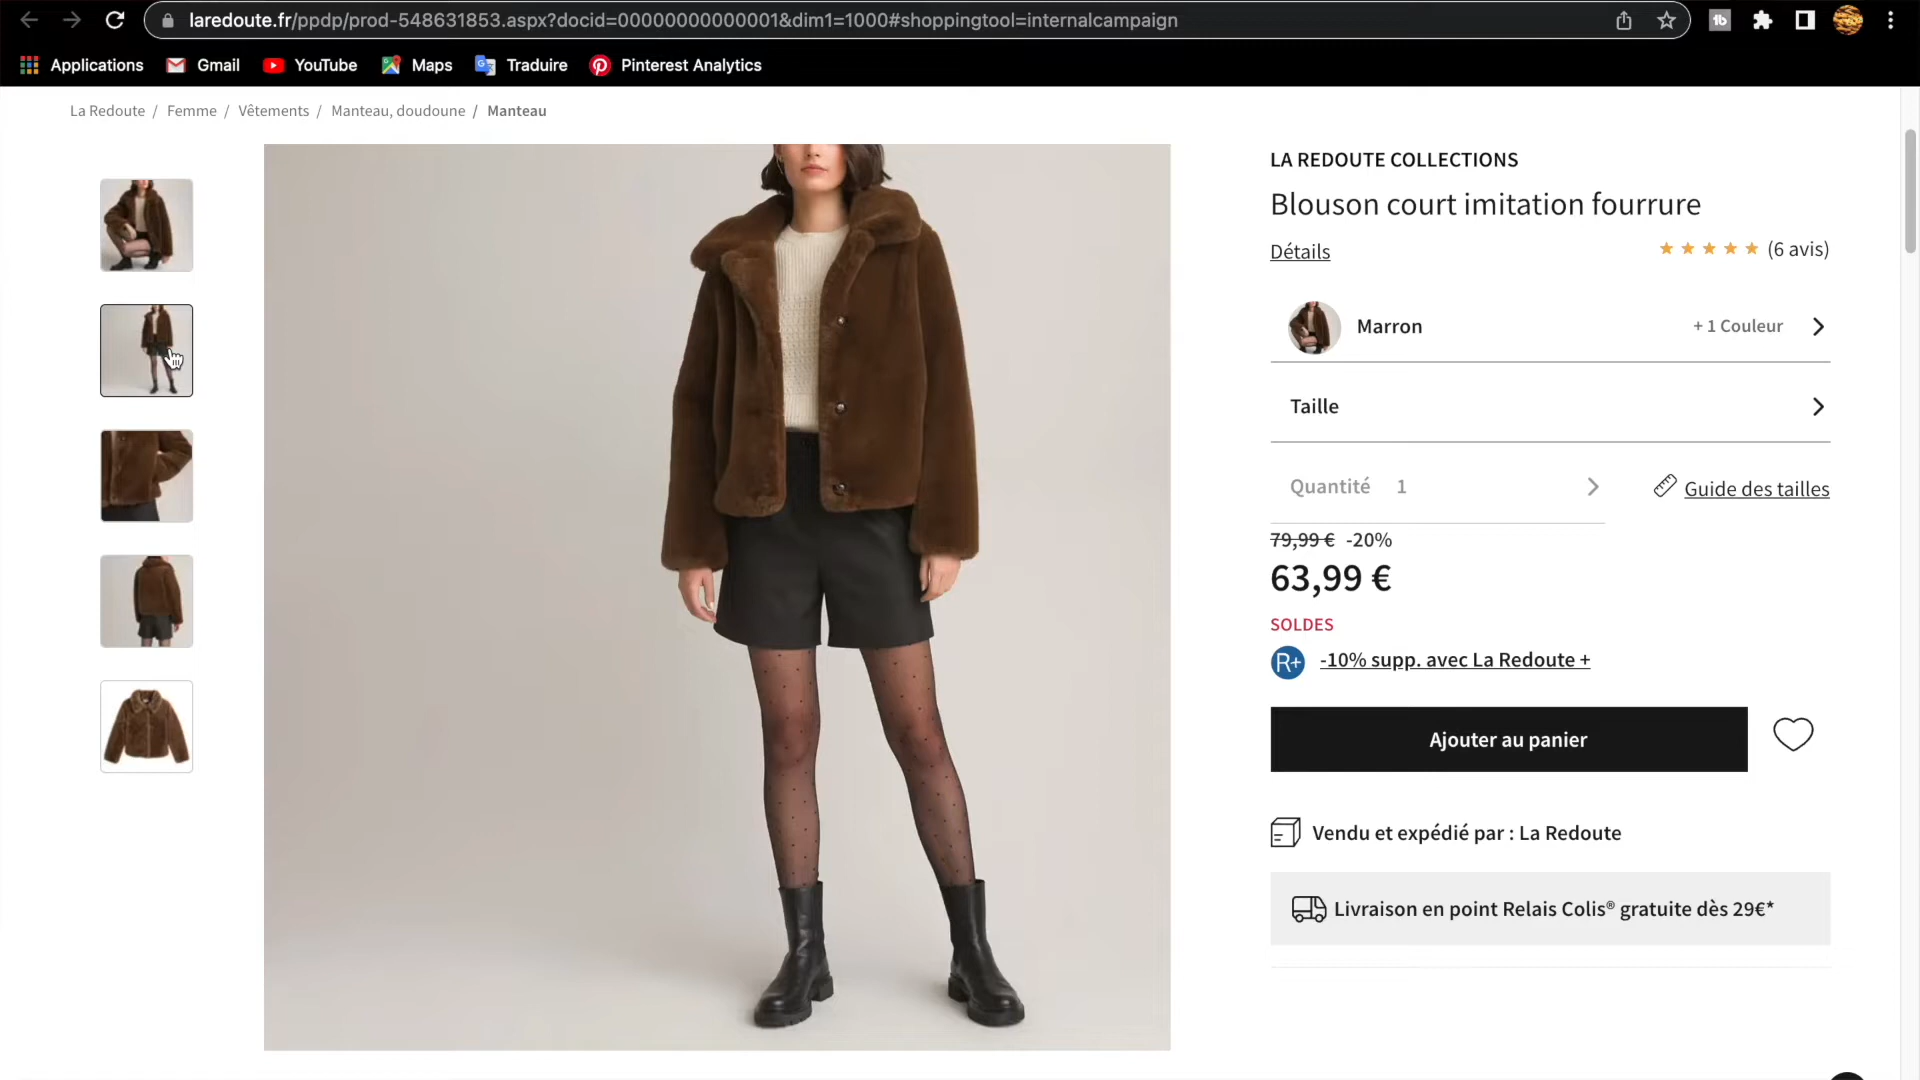 laredoute.fr/ppdp/prod-548631853.aspx?docid=00000000000001&dim1=1000#shoppingtool=internalcampaign
Applications Gmail YouTube Maps Traduire Pinterest Analytics
La Redoute / Femme / Vêtements / Manteau, doudoune / Manteau
LA REDOUTE COLLECTIONS
Blouson court imitation fourrure
Détails (6 avis)
Marron + 1 Couleur
Taille
Quantité 1 Guide des tailles
79,99 € -20%
63,99 €
SOLDES
R+ -10% supp. avec La Redoute +
Ajouter au panier
Vendu et expédié par : La Redoute
Livraison en point Relais Colis® gratuite dès 29€*